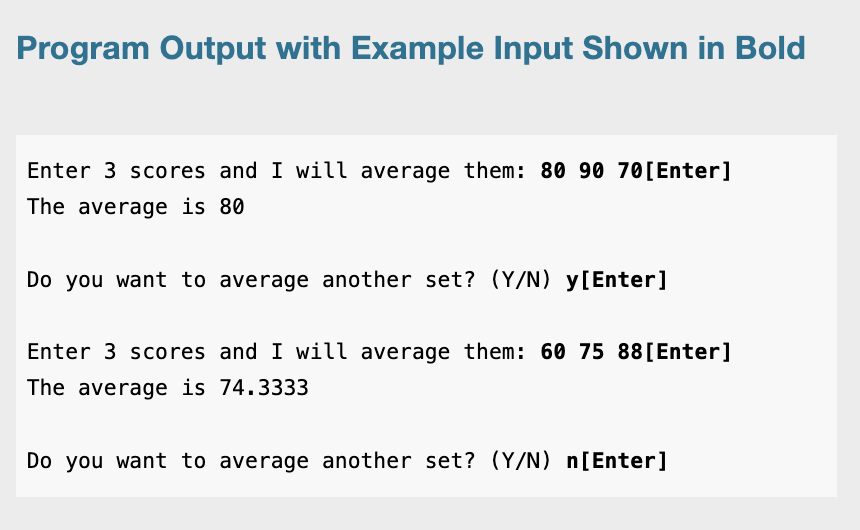 Program Output with Example Input Shown in Bold
Enter 3 scores and I will average them: 80 90 70[Enter]
The average is 80
Do you want to average another set? (Y/N) y[Enter]
Enter 3 scores and I will average them: 60 75 88[Enter]
The average is 74.3333
Do you want to average another set? (Y/N) n[Enter]